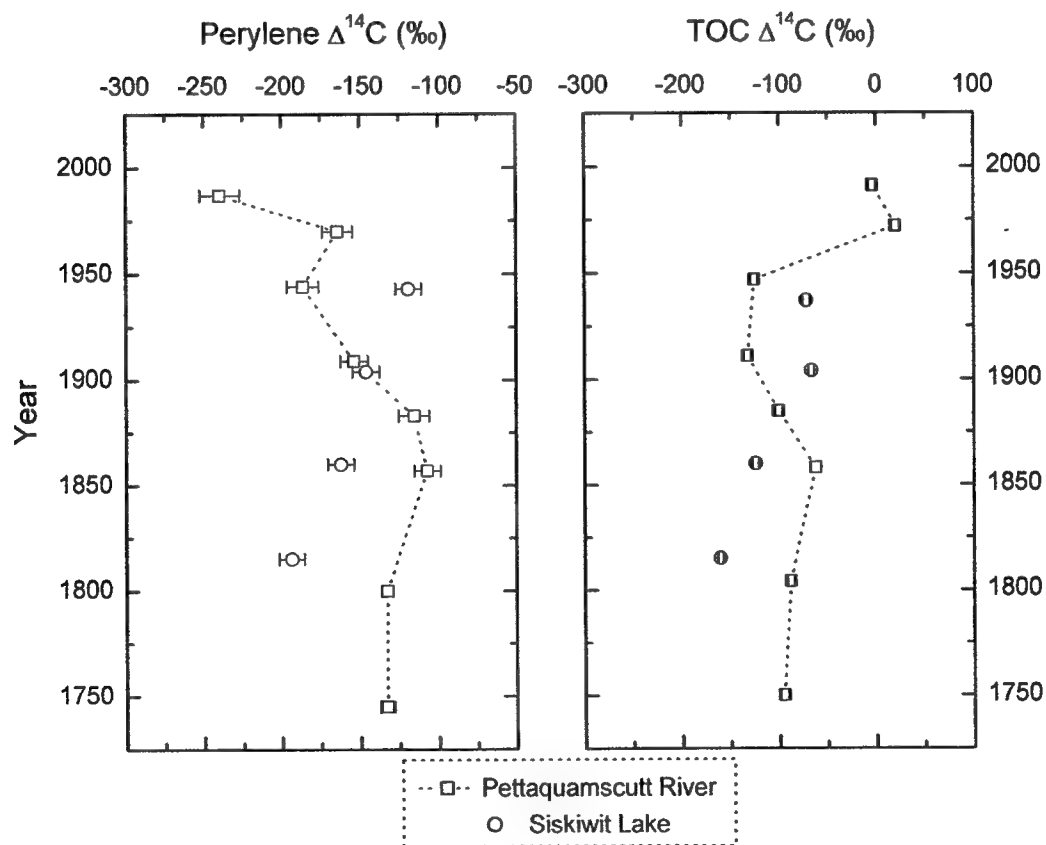 Perylene Δ¹⁴C (‰)
TOC Δ¹⁴C (‰)
-300 -250 -200 -150 -100 -50
-300 -200 -100 0 100
Year
2000
1950
1900
1850
1800
1750
2000
1950
1900
1850
1800
1750
Pettaquamscutt River
Siskiwit Lake